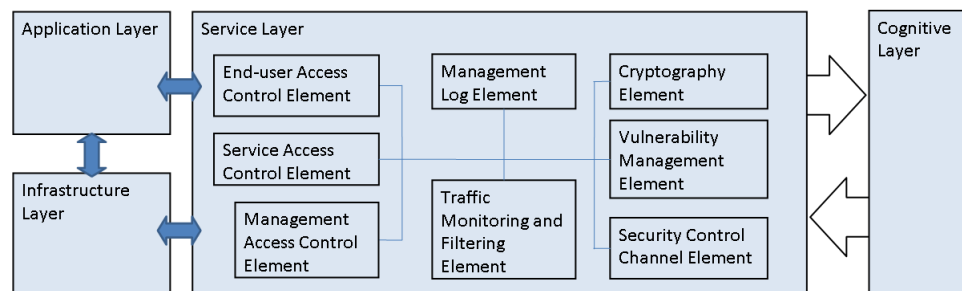 Application Layer
Service Layer
Cognitive
Layer
End-user Access
Control Element
Management
Log Element
Cryptography
Element
Service Access
Control Element
Vulnerability
Management
Element
Infrastructure
Layer
Management
Access Control
Element
Traffic
Monitoring and
Filtering
Element
Security Control
Channel Element